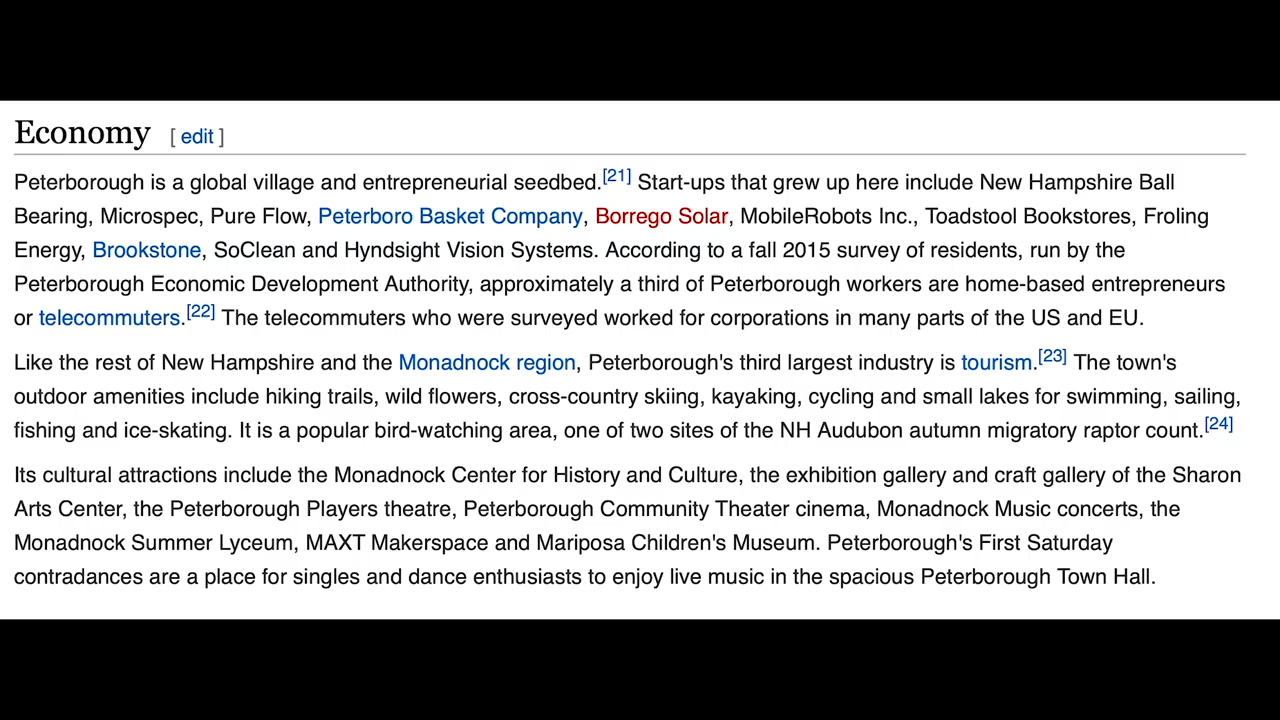 Economy [ edit ]
Peterborough is a global village and entrepreneurial seedbed.[21] Start-ups that grew up here include New Hampshire Ball
Bearing, Microspec, Pure Flow, Peterboro Basket Company, Borrego Solar, MobileRobots Inc., Toadstool Bookstores, Froling
Energy, Brookstone, SoClean and Hyndsight Vision Systems. According to a fall 2015 survey of residents, run by the
Peterborough Economic Development Authority, approximately a third of Peterborough workers are home-based entrepreneurs
or telecommuters.[22] The telecommuters who were surveyed worked for corporations in many parts of the US and EU.
Like the rest of New Hampshire and the Monadnock region, Peterborough's third largest industry is tourism.[23] The town's
outdoor amenities include hiking trails, wild flowers, cross-country skiing, kayaking, cycling and small lakes for swimming, sailing,
fishing and ice-skating. It is a popular bird-watching area, one of two sites of the NH Audubon autumn migratory raptor count.[24]
Its cultural attractions include the Monadnock Center for History and Culture, the exhibition gallery and craft gallery of the Sharon
Arts Center, the Peterborough Players theatre, Peterborough Community Theater cinema, Monadnock Music concerts, the
Monadnock Summer Lyceum, MAXT Makerspace and Mariposa Children's Museum. Peterborough's First Saturday
contradances are a place for singles and dance enthusiasts to enjoy live music in the spacious Peterborough Town Hall.